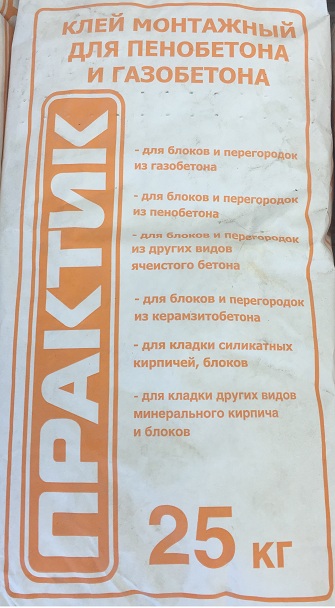 КЛЕЙ МОНТАЖНЫЙ
ДЛЯ ПЕНОБЕТОНА
И ГАЗОБЕТОНА
ПРАКТИК
- для блоков и перегородок
из газобетона
- для блоков и перегородок
из пенобетона
- для блоков и перегородок
из других видов
ячеистого бетона
- для блоков и перегородок
из керамзитобетона
- для кладки силикатных
кирпичей, блоков
- для кладки других видов
минерального кирпича
и блоков
25 кг